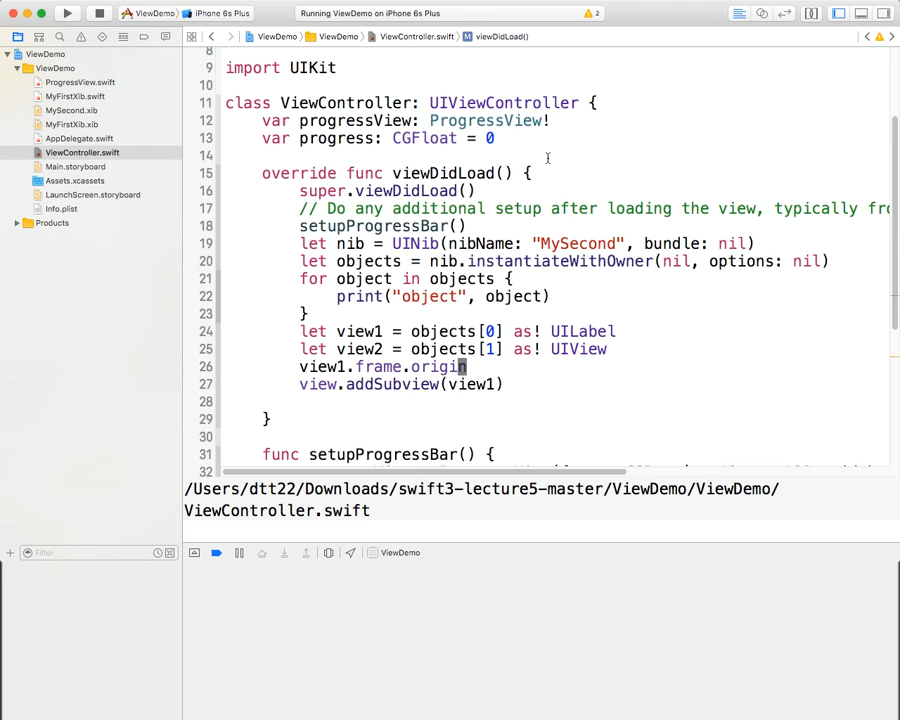 ViewDemo iPhone 6s Plus Running ViewDemo on iPhone 6s Plus 2
ViewDemo ViewDemo ViewController.swift M viewDidLoad()
ViewDemo
ViewDemo
ProgressView.swift
MyFirstXib.swift
MySecond.xib
MyFirstXib.xib
AppDelegate.swift
ViewController.swift
Main.storyboard
Assets.xcassets
LaunchScreen.storyboard
Info.plist
Products
8
9 import UIKit
10
11 class ViewController: UIViewController {
12 var progressView: ProgressView!
13 var progress: CGFloat = 0
14
15 override func viewDidLoad() {
16 super.viewDidLoad()
17 // Do any additional setup after loading the view, typically fro
18 setupProgressBar()
19 let nib = UINib(nibName: "MySecond", bundle: nil)
20 let objects = nib.instantiateWithOwner(nil, options: nil)
21 for object in objects {
22 print("object", object)
23 }
24 let view1 = objects[0] as! UILabel
25 let view2 = objects[1] as! UIView
26 view1.frame.origin
27 view.addSubview(view1)
28
29 }
30
31 func setupProgressBar() {
32
/Users/dtt22/Downloads/swift3-lecture5-master/ViewDemo/ViewDemo/
ViewController.swift
Filter
ViewDemo